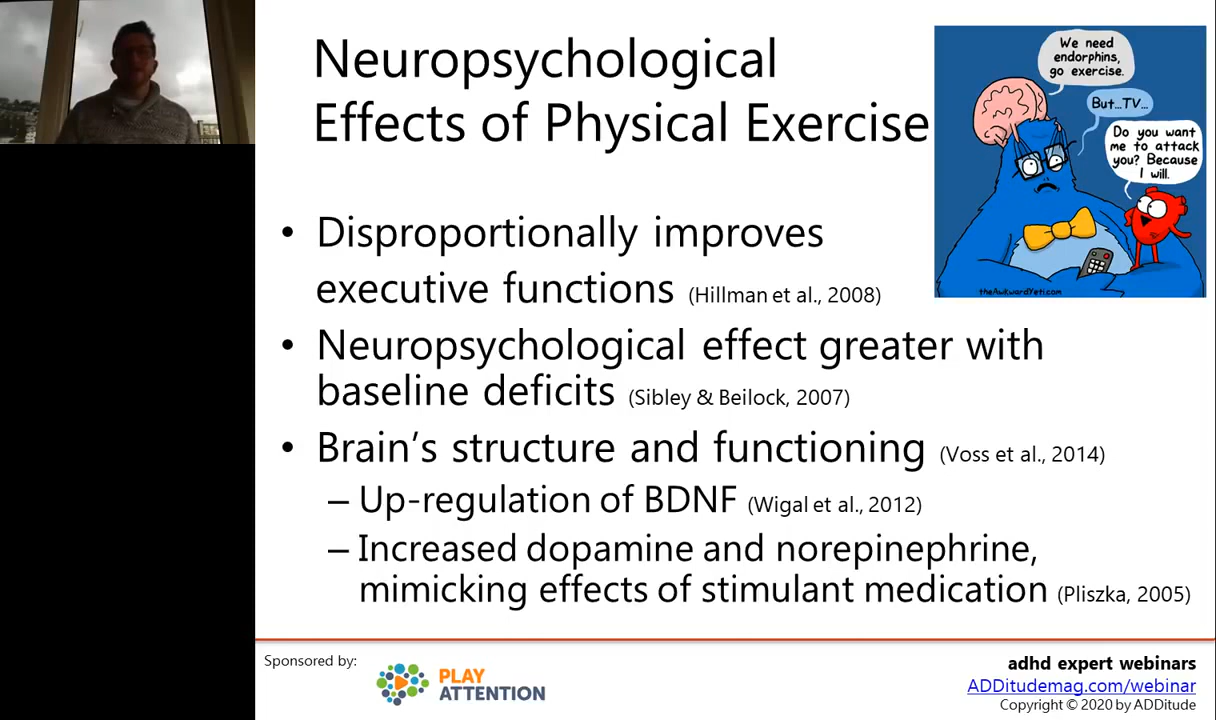 Neuropsychological
Effects of Physical Exercise
We need
endorphins,
go exercise.
But...TV...
Do you want
me to attack
you? Because
I will.
theAwkwardYeti.com
• Disproportionally improves
executive functions (Hillman et al., 2008)
• Neuropsychological effect greater with
baseline deficits (Sibley & Beilock, 2007)
• Brain’s structure and functioning (Voss et al., 2014)
– Up-regulation of BDNF (Wigal et al., 2012)
– Increased dopamine and norepinephrine,
mimicking effects of stimulant medication (Pliszka, 2005)
Sponsored by:
PLAY
ATTENTION
adhd expert webinars
ADDitudemag.com/webinar
Copyright © 2020 by ADDitude